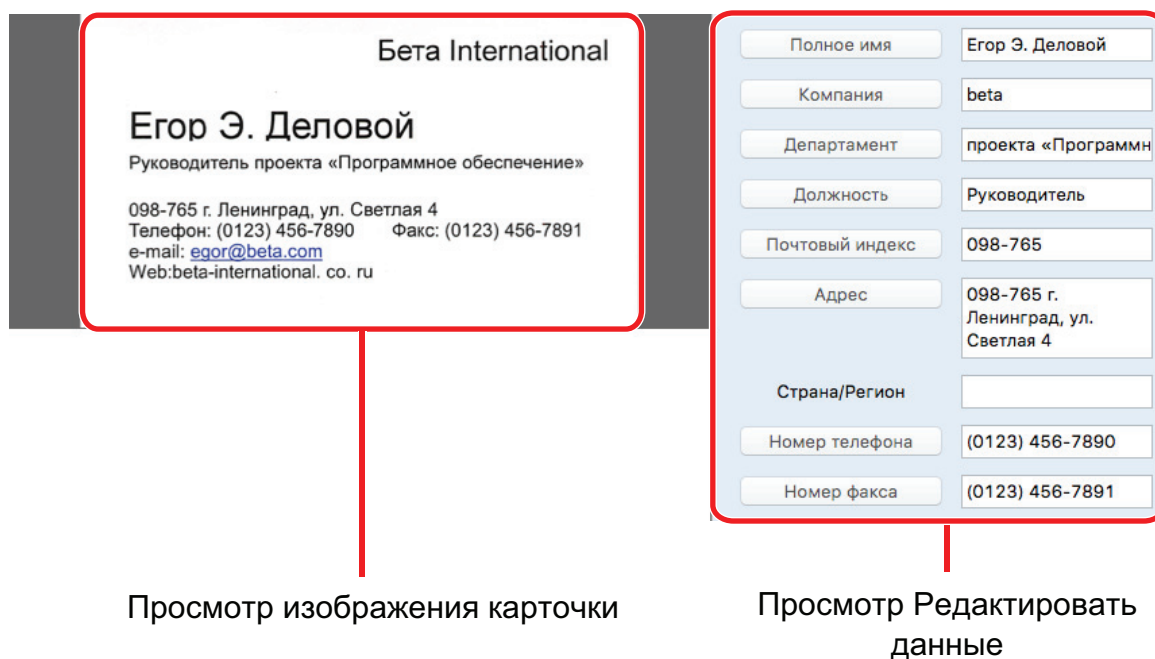 Бета International
Егор Э. Деловой
Руководитель проекта «Программное обеспечение»
098-765 г. Ленинград, ул. Светлая 4
Телефон: (0123) 456-7890 Факс: (0123) 456-7891
e-mail: egor@beta.com
Web:beta-international. co. ru
Просмотр изображения карточки
Полное имя Егор Э. Деловой
Компания beta
Департамент проекта «Программн
Должность Руководитель
Почтовый индекс 098-765
Адрес 098-765 г.
Ленинград, ул.
Светлая 4
Страна/Регион
Номер телефона (0123) 456-7890
Номер факса (0123) 456-7891
Просмотр Редактировать
данные